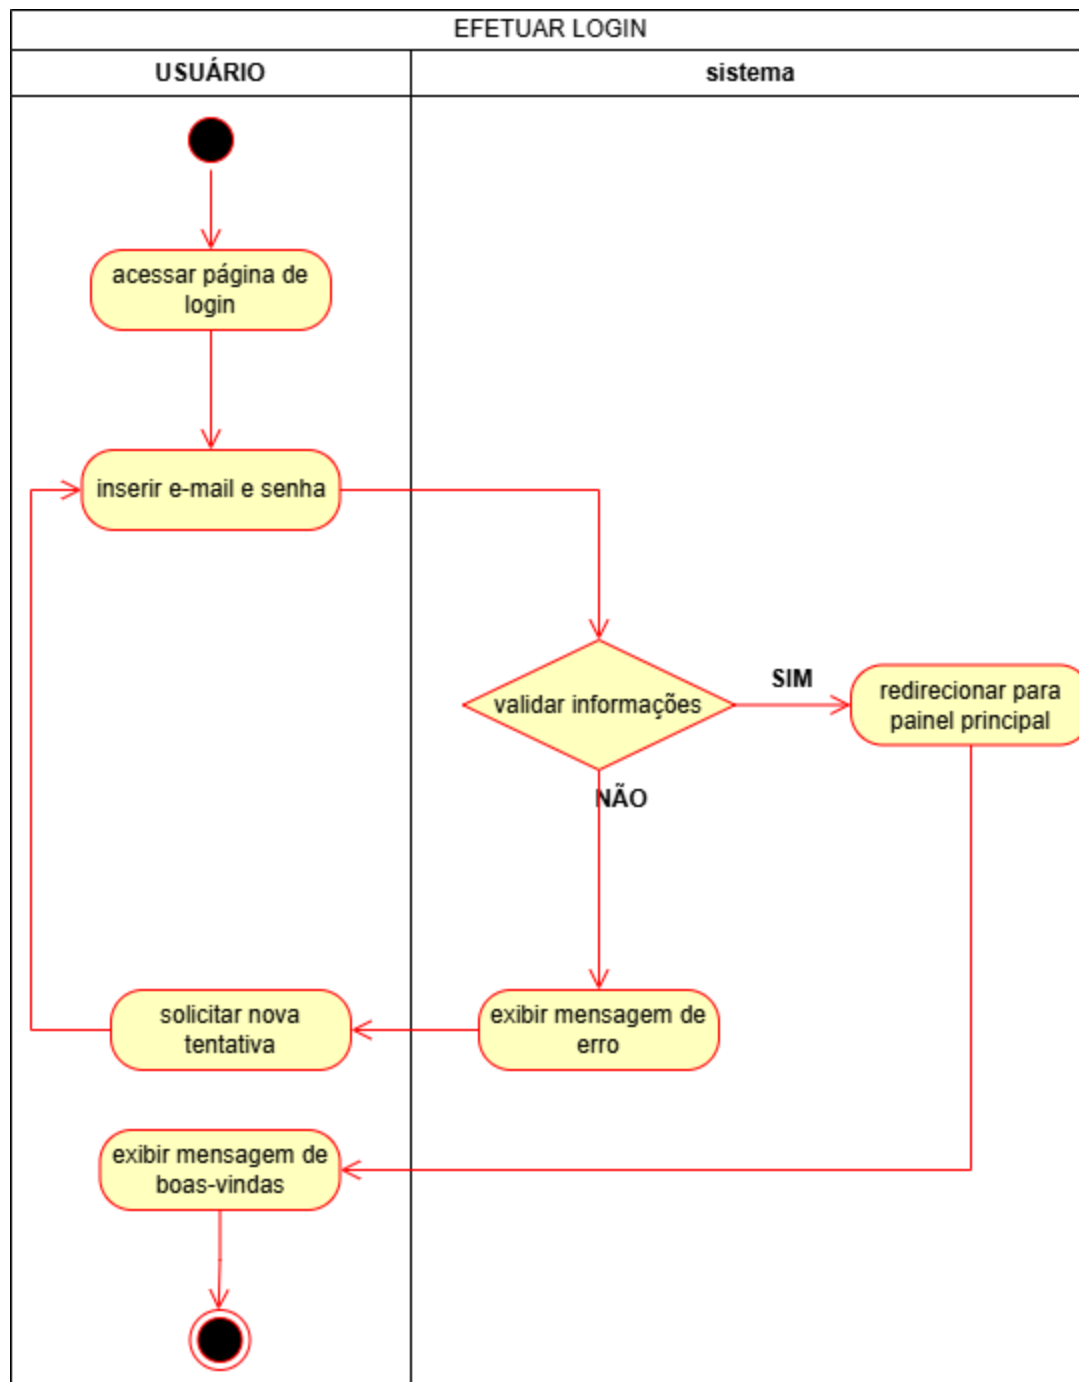 EFETUAR LOGIN
USUÁRIO
sistema
acessar página de
login
inserir e-mail e senha
validar informações
SIM
redirecionar para
painel principal
NÃO
solicitar nova
tentativa
exibir mensagem de
erro
exibir mensagem de
boas-vindas